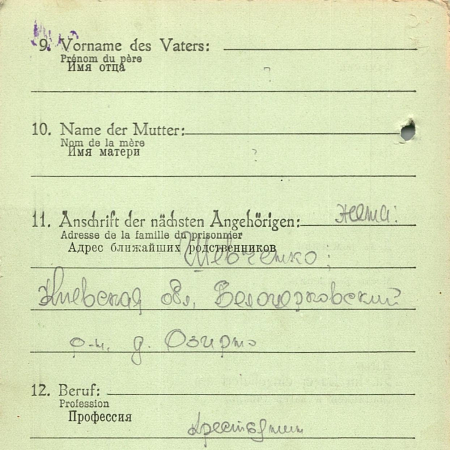 9. Vorname des Vaters:
Prénom du père
Имя отца
10. Name der Mutter:
Nom de la mère
Имя матери
11. Anschrift der nächsten Angehörigen: жена:
Adresse de la famille du prisonnier
Адрес ближайших родственников
Шевченко:
Киевская обл. Белоцерковский
р-н. д. Озирно
12. Beruf:
Profession
Профессия
крестьянин